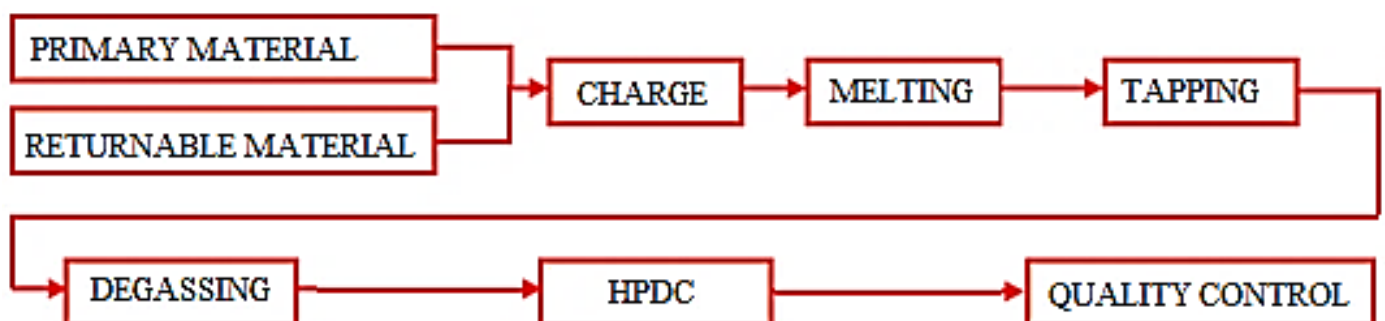 PRIMARY MATERIAL
RETURNABLE MATERIAL
CHARGE
MELTING
TAPPING
DEGASSING
HPDC
QUALITY CONTROL